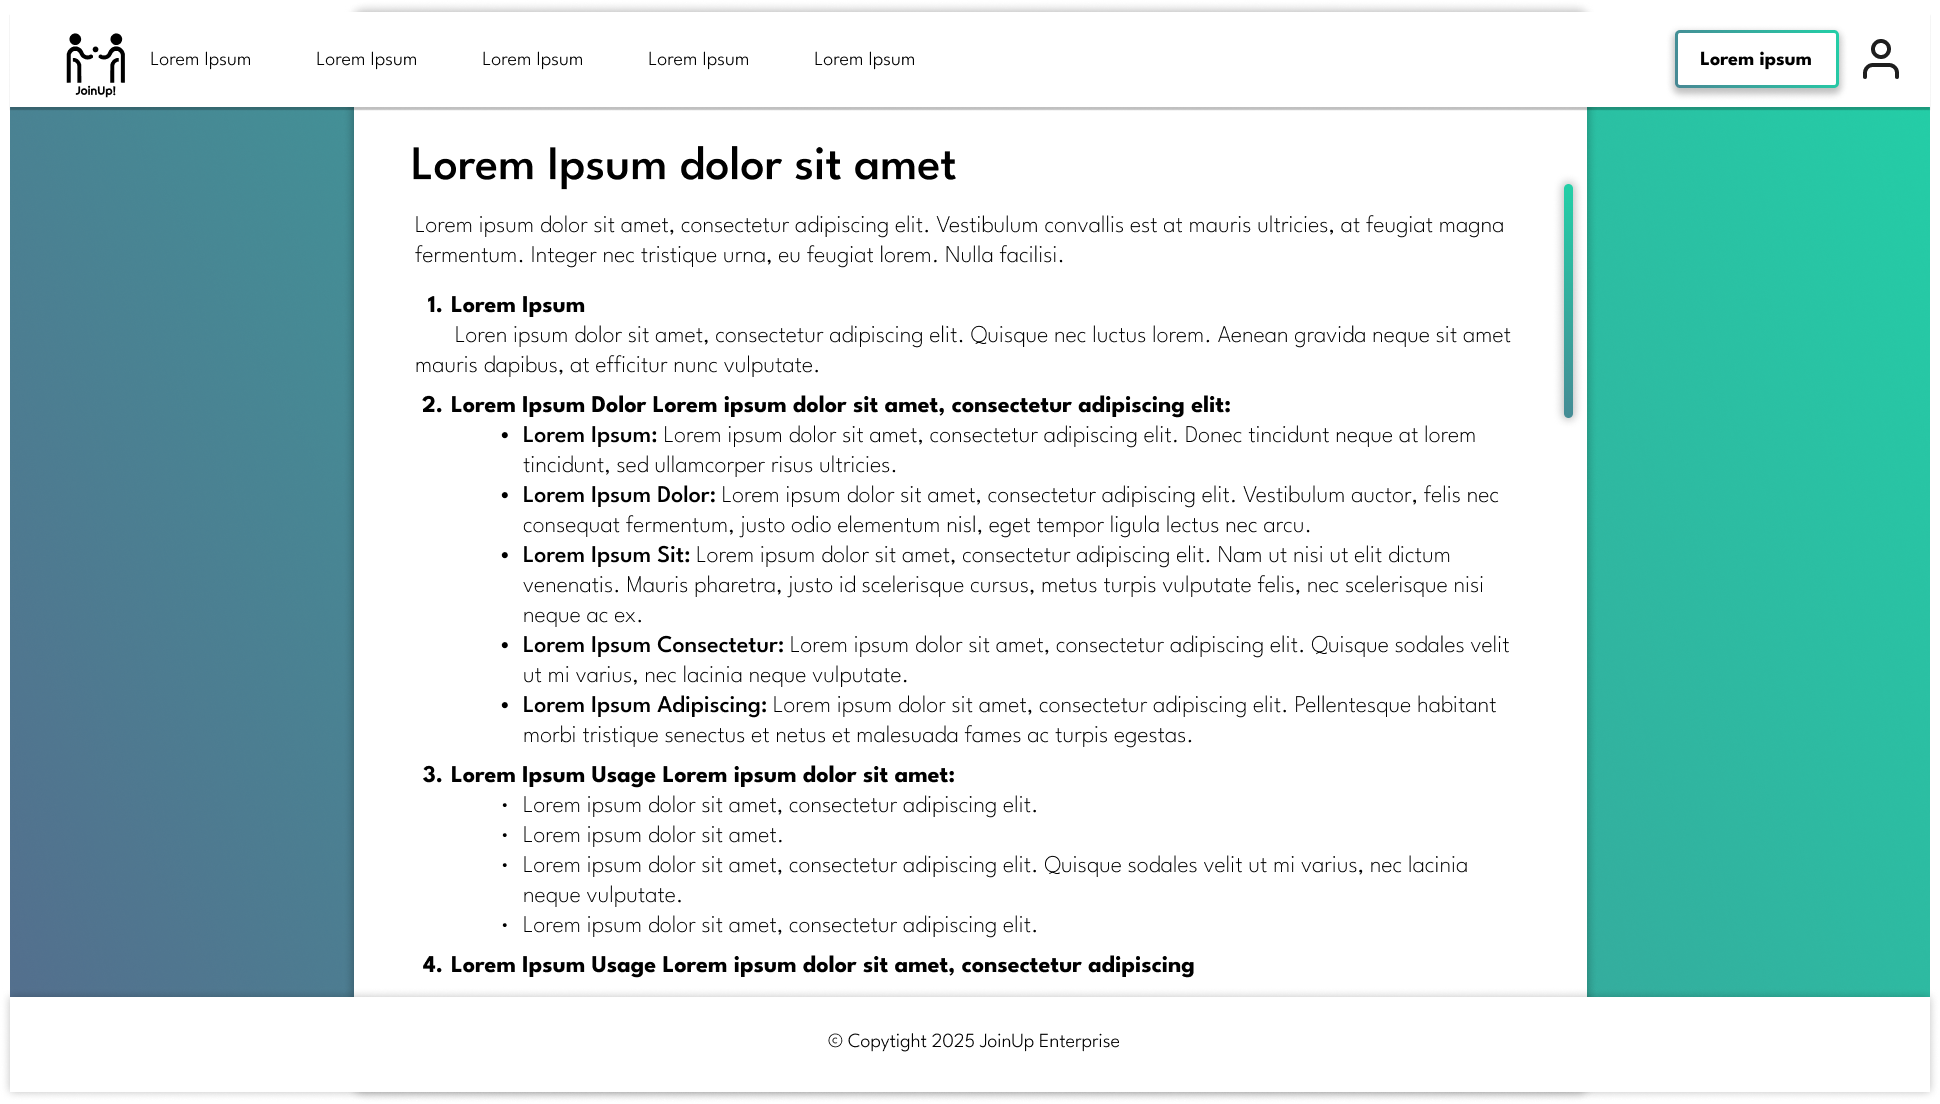 JoinUp!
Lorem Ipsum
Lorem Ipsum
Lorem Ipsum
Lorem Ipsum
Lorem Ipsum
Lorem ipsum
Lorem Ipsum dolor sit amet
Lorem ipsum dolor sit amet, consectetur adipiscing elit. Vestibulum convallis est at mauris ultricies, at feugiat magna
fermentum. Integer nec tristique urna, eu feugiat lorem. Nulla facilisi.
1. Lorem Ipsum
Loren ipsum dolor sit amet, consectetur adipiscing elit. Quisque nec luctus lorem. Aenean gravida neque sit amet
mauris dapibus, at efficitur nunc vulputate.
2. Lorem Ipsum Dolor Lorem ipsum dolor sit amet, consectetur adipiscing elit:
• Lorem Ipsum: Lorem ipsum dolor sit amet, consectetur adipiscing elit. Donec tincidunt neque at lorem
tincidunt, sed ullamcorper risus ultricies.
• Lorem Ipsum Dolor: Lorem ipsum dolor sit amet, consectetur adipiscing elit. Vestibulum auctor, felis nec
consequat fermentum, justo odio elementum nisl, eget tempor ligula lectus nec arcu.
• Lorem Ipsum Sit: Lorem ipsum dolor sit amet, consectetur adipiscing elit. Nam ut nisi ut elit dictum
venenatis. Mauris pharetra, justo id scelerisque cursus, metus turpis vulputate felis, nec scelerisque nisi
neque ac ex.
• Lorem Ipsum Consectetur: Lorem ipsum dolor sit amet, consectetur adipiscing elit. Quisque sodales velit
ut mi varius, nec lacinia neque vulputate.
• Lorem Ipsum Adipiscing: Lorem ipsum dolor sit amet, consectetur adipiscing elit. Pellentesque habitant
morbi tristique senectus et netus et malesuada fames ac turpis egestas.
3. Lorem Ipsum Usage Lorem ipsum dolor sit amet:
• Lorem ipsum dolor sit amet, consectetur adipiscing elit.
• Lorem ipsum dolor sit amet.
• Lorem ipsum dolor sit amet, consectetur adipiscing elit. Quisque sodales velit ut mi varius, nec lacinia
neque vulputate.
• Lorem ipsum dolor sit amet, consectetur adipiscing elit.
4. Lorem Ipsum Usage Lorem ipsum dolor sit amet, consectetur adipiscing
© Copytight 2025 JoinUp Enterprise